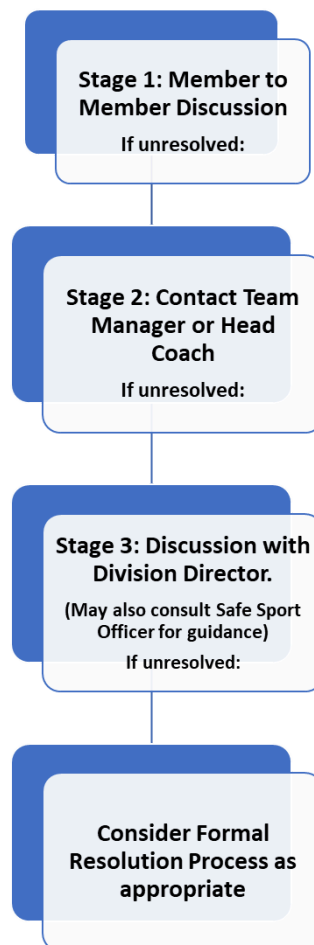 Stage 1: Member to
Member Discussion
If unresolved:
Stage 2: Contact Team
Manager or Head
Coach
If unresolved:
Stage 3: Discussion with
Division Director.
(May also consult Safe Sport
Officer for guidance)
If unresolved:
Consider Formal
Resolution Process as
appropriate